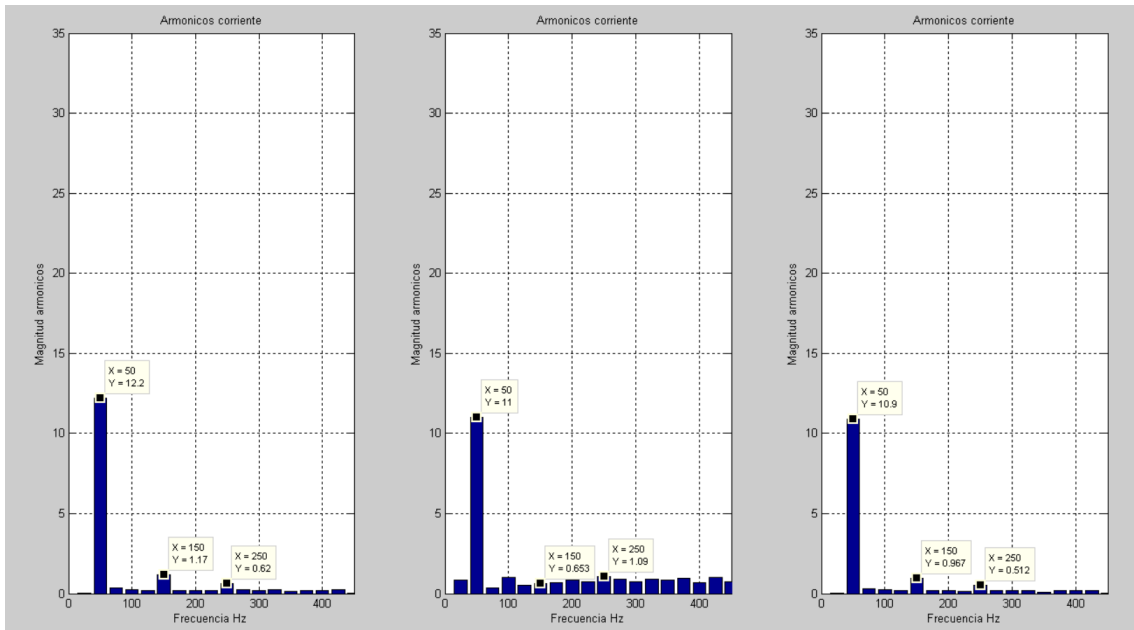 Armonicos corriente
35
30
25
20
15
10
5
0
Magnitud armonicos
X = 50
Y = 12.2
X = 150
Y = 1.17
X = 250
Y = 0.62
0 100 200 300 400
Frecuencia Hz
Armonicos corriente
35
30
25
20
15
10
5
0
Magnitud armonicos
X = 50
Y = 11
X = 150
Y = 0.653
X = 250
Y = 1.09
0 100 200 300 400
Frecuencia Hz
Armonicos corriente
35
30
25
20
15
10
5
0
Magnitud armonicos
X = 50
Y = 10.9
X = 150
Y = 0.967
X = 250
Y = 0.512
0 100 200 300 400
Frecuencia Hz